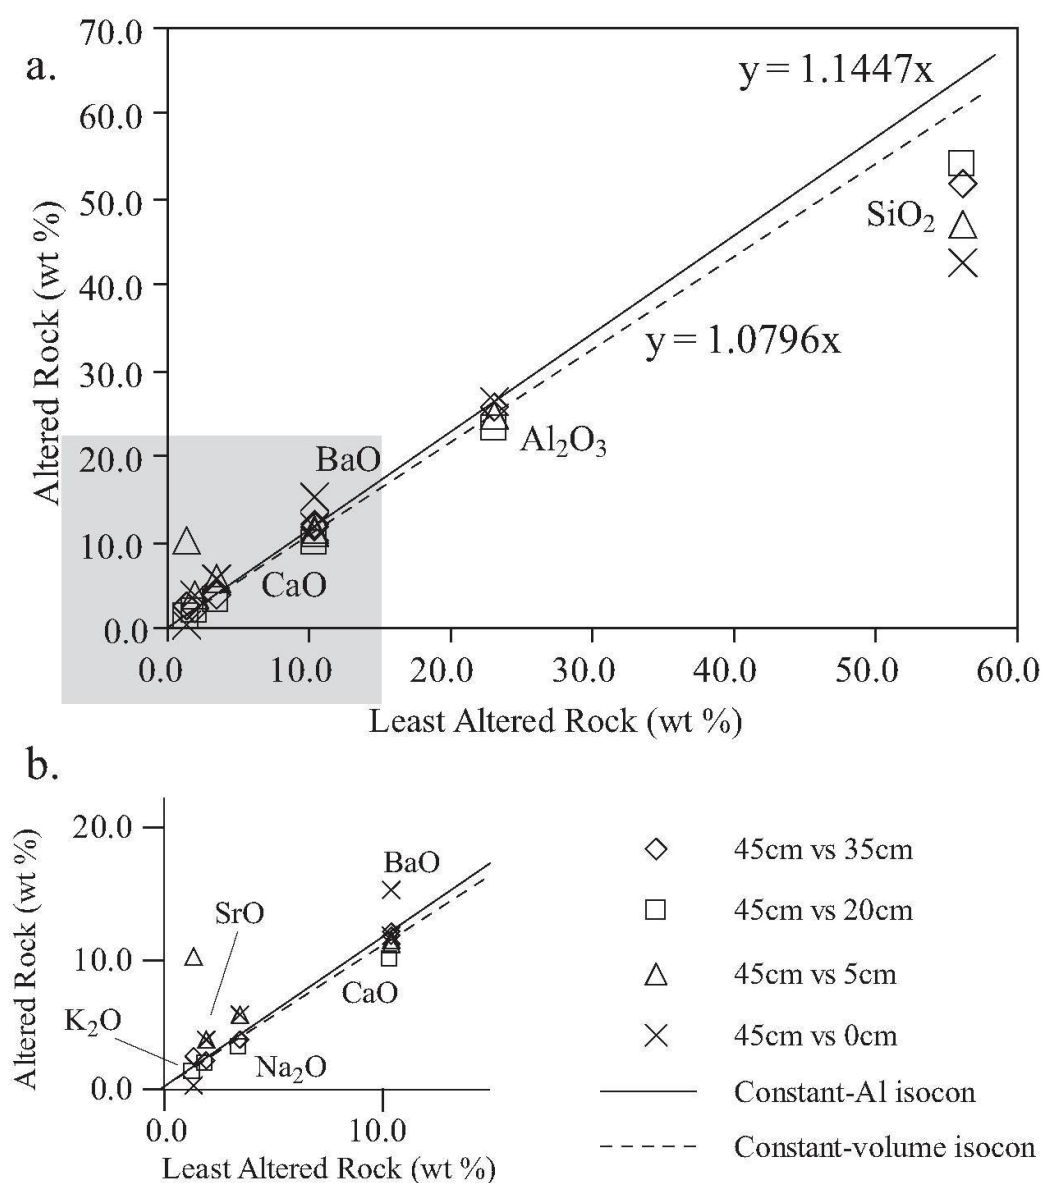 a.
70.0
60.0
50.0
40.0
30.0
20.0
10.0
0.0
Altered Rock (wt %)
y = 1.1447x
SiO₂
y = 1.0796x
Al₂O₃
BaO
CaO
0.0 10.0 20.0 30.0 40.0 50.0 60.0
Least Altered Rock (wt %)
b.
20.0
10.0
0.0
Altered Rock (wt %)
BaO
SrO
CaO
K₂O
Na₂O
0.0 10.0
Least Altered Rock (wt %)
45cm vs 35cm
45cm vs 20cm
45cm vs 5cm
45cm vs 0cm
Constant-Al isocon
Constant-volume isocon